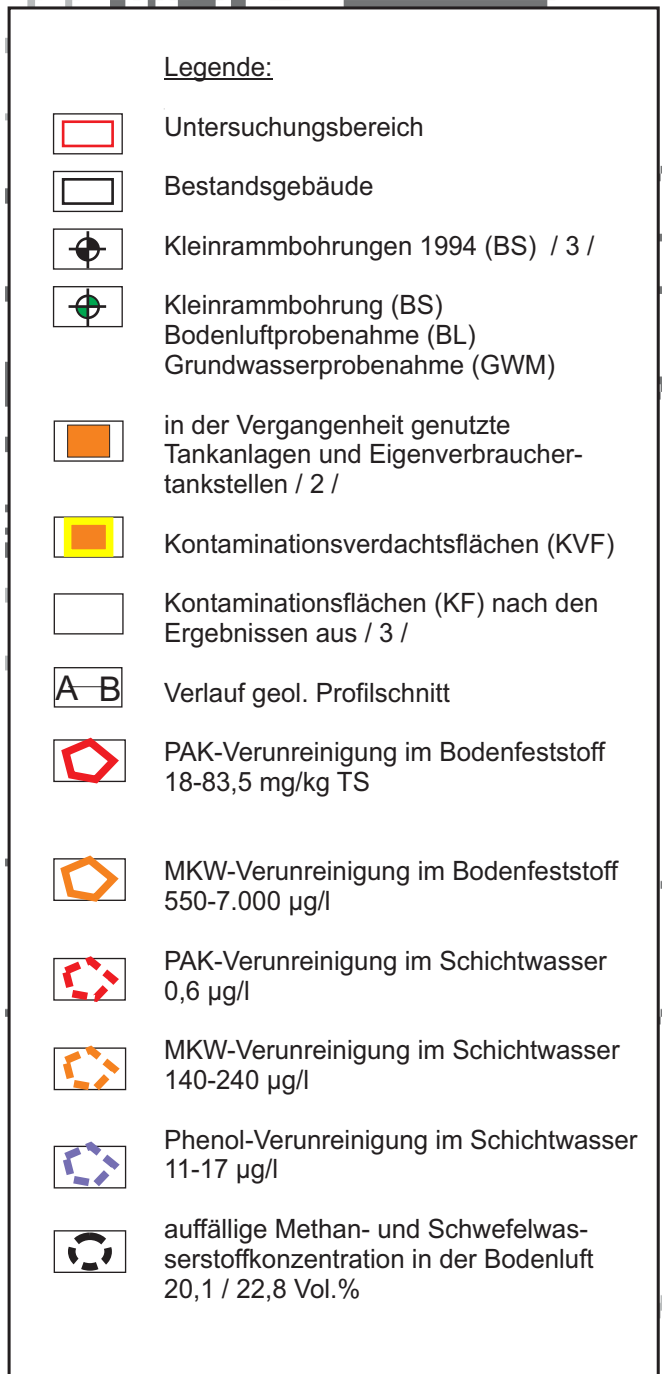 Legende:
Untersuchungsbereich
Bestandsgebäude
Kleinrammbohrungen 1994 (BS) / 3 /
Kleinrammbohrung (BS)
Bodenluftprobenahme (BL)
Grundwasserprobenahme (GWM)
in der Vergangenheit genutzte
Tankanlagen und Eigenverbraucher-
tankstellen / 2 /
Kontaminationsverdachtsflächen (KVF)
Kontaminationsflächen (KF) nach den
Ergebnissen aus / 3 /
A B Verlauf geol. Profilschnitt
PAK-Verunreinigung im Bodenfeststoff
18-83,5 mg/kg TS
MKW-Verunreinigung im Bodenfeststoff
550-7.000 µg/l
PAK-Verunreinigung im Schichtwasser
0,6 µg/l
MKW-Verunreinigung im Schichtwasser
140-240 µg/l
Phenol-Verunreinigung im Schichtwasser
11-17 µg/l
auffällige Methan- und Schwefelwas-
serstoffkonzentration in der Bodenluft
20,1 / 22,8 Vol.%